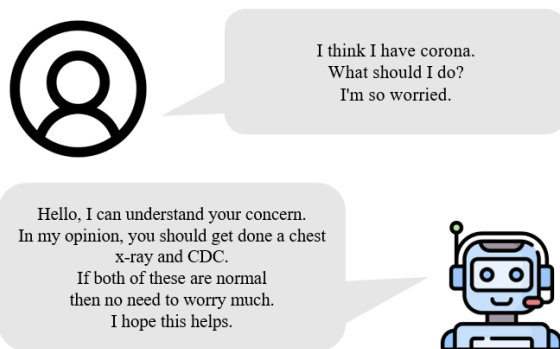 I think I have corona.
What should I do?
I'm so worried.
Hello, I can understand your concern.
In my opinion, you should get done a chest
x-ray and CDC.
If both of these are normal
then no need to worry much.
I hope this helps.